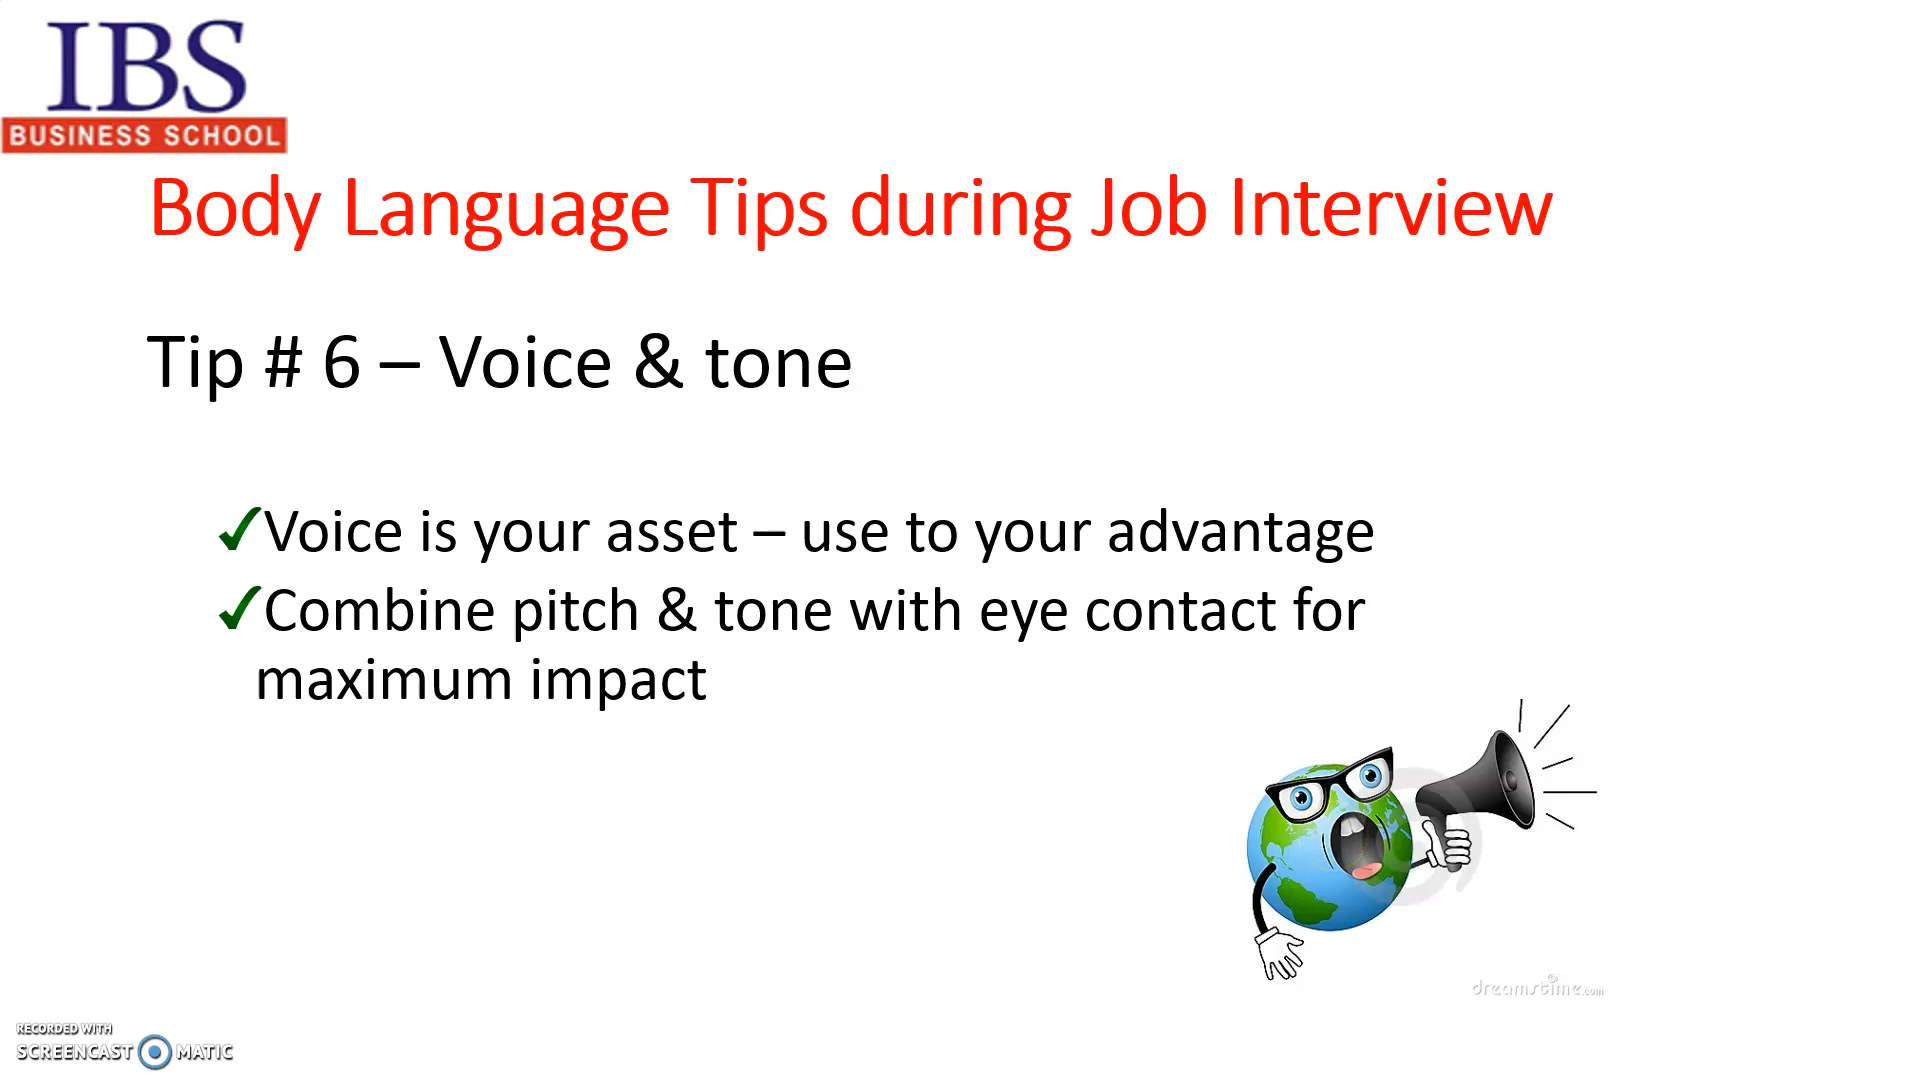 IBS
BUSINESS SCHOOL
Body Language Tips during Job Interview
Tip # 6 – Voice & tone
✓Voice is your asset – use to your advantage
✓Combine pitch & tone with eye contact for
maximum impact
dreamstime.com
RECORDED WITH
SCREENCAST MATIC